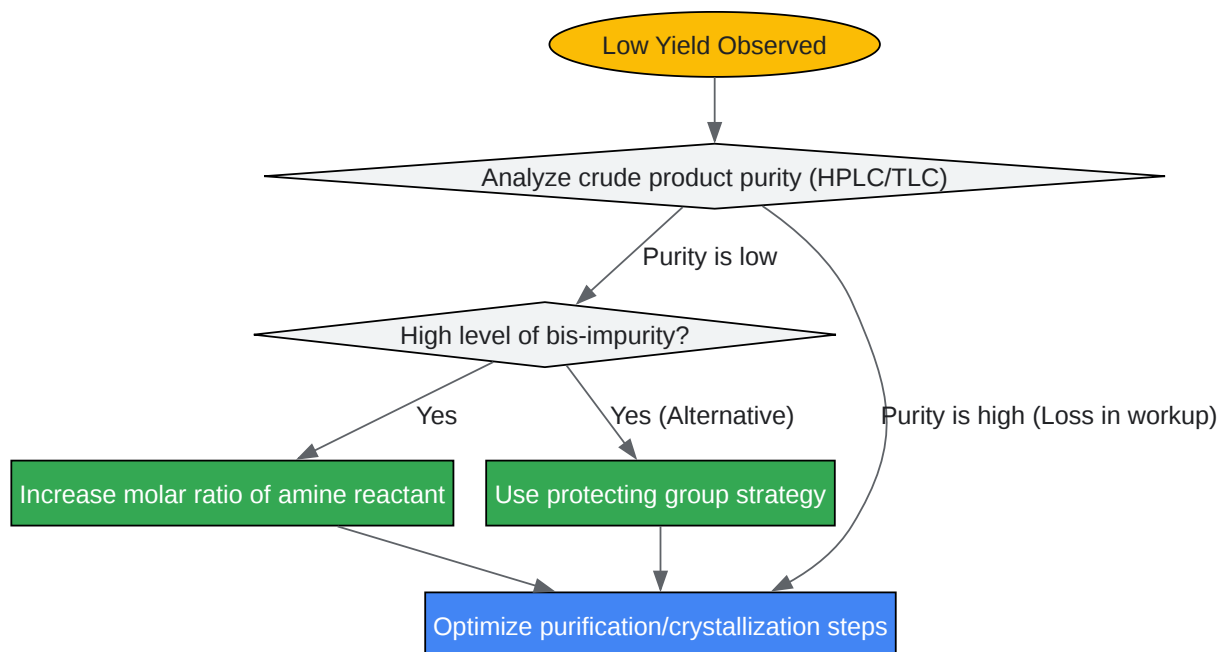 Low Yield Observed
Analyze crude product purity (HPLC/TLC)
Purity is low
High level of bis-impurity?
Yes
Yes (Alternative)
Purity is high (Loss in workup)
Increase molar ratio of amine reactant
Use protecting group strategy
Optimize purification/crystallization steps